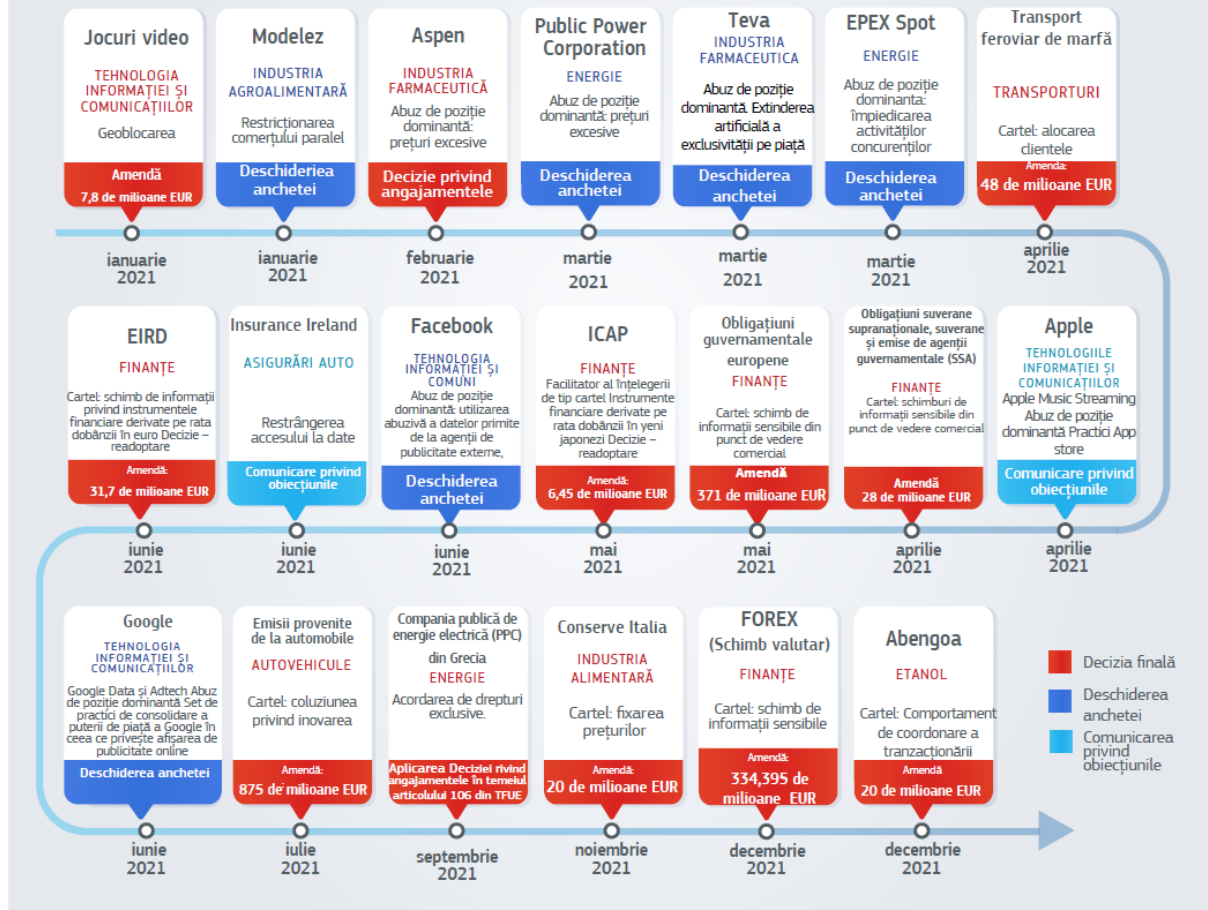 Jocuri video
TEHNOLOGIA
INFORMAȚIEI ȘI
COMUNICAȚIILOR
Geoblocarea
Amendă
7,8 de milioane EUR
ianuarie
2021
Modelez
INDUSTRIA
AGROALIMENTARĂ
Restricționarea
comerțului paralel
Deschideriea
anchetei
ianuarie
2021
Aspen
INDUSTRIA
FARMACEUTICĂ
Abuz de poziție
dominantă:
prețuri excesive
Decizie privind
angajamentele
februarie
2021
Public Power
Corporation
ENERGIE
Abuz de poziție
dominantă: prețuri
excesive
Deschiderea
anchetei
martie
2021
Teva
INDUSTRIA
FARMACEUTICA
Abuz de poziție
dominantă. Extinderea
artificială a
exclusivității pe piață
Deschiderea
anchetei
martie
2021
EPEX Spot
ENERGIE
Abuz de poziție
dominanta:
împiedicarea
activităților
concurenților
Deschiderea
anchetei
martie
2021
Transport
feroviar de marfă
TRANSPORTURI
Cartel: alocarea
clientele
Amendă:
48 de milioane EUR
aprilie
2021
EIRD
FINANȚE
Cartel: schimb de informații
privind instrumentele
financiare derivate pe rata
dobânzii în euro Decizie –
readoptare
Amendă:
31,7 de milioane EUR
iunie
2021
Insurance Ireland
ASIGURĂRI AUTO
Restrângerea
accesului la date
Comunicare privind
obiecțiunile
iunie
2021
Facebook
TEHNOLOGIA
INFORMAȚIEI ȘI
COMUNI
Abuz de poziție
dominantă: utilizarea
abuzivă a datelor primite
de la agenții de
publicitate externe,
Deschiderea
anchetei
iunie
2021
ICAP
FINANȚE
Facilitator al înțelegerii
de tip cartel Instrumente
financiare derivate pe
rata dobânzii în yeni
japonezi Decizie –
readoptare
Amendă:
6,45 de milioane EUR
mai
2021
Obligațiuni
guvernamentale
europene
FINANȚE
Cartel: schimb de
informații sensibile din
punct de vedere
comercial
Amendă
371 de milioane EUR
mai
2021
Obligațiuni suverane
supranaționale, suverane
și emise de agenții
guvernamentale (SSA)
FINANȚE
Cartel: schimburi de
informații sensibile din
punct de vedere comercial
Amendă
28 de milioane EUR
aprilie
2021
Apple
TEHNOLOGIILE
INFORMAȚIEI ȘI
COMUNICAȚIILOR
Apple Music Streaming
Abuz de poziție
dominantă Practici App
store
Comunicare privind
obiecțiunile
aprilie
2021
Google
TEHNOLOGIA
INFORMAȚIEI ȘI
COMUNICAȚIILOR
Google Data și Adtech Abuz
de poziție dominantă Set de
practici de consolidare a
puterii de piață a Google în
ceea ce privește afișarea de
publicitate online
Deschiderea anchetei
iunie
2021
Emisii provenite
de la automobile
AUTOVEHICULE
Cartel: coluziunea
privind inovarea
Amendă:
875 de milioane EUR
iulie
2021
Compania publică de
energie electrică (PPC)
din Grecia
ENERGIE
Acordarea de drepturi
exclusive.
Aplicarea Deciziei rivind
angajamentele în temeiul
articolului 106 din TFUE
septembrie
2021
Conserve Italia
INDUSTRIA
ALIMENTARĂ
Cartel: fixarea
prețurilor
Amendă:
20 de milioane EUR
noiembrie
2021
FOREX
(Schimb valutar)
FINANȚE
Cartel: schimb de
informații sensibile
Amendă:
334,395 de
milioane EUR
decembrie
2021
Abengoa
ETANOL
Cartel: Comportament
de coordonare a
tranzacționării
Amendă
20 de milioane EUR
decembrie
2021
Decizia finală
Deschiderea
anchetei
Comunicarea
privind
obiecțiunile